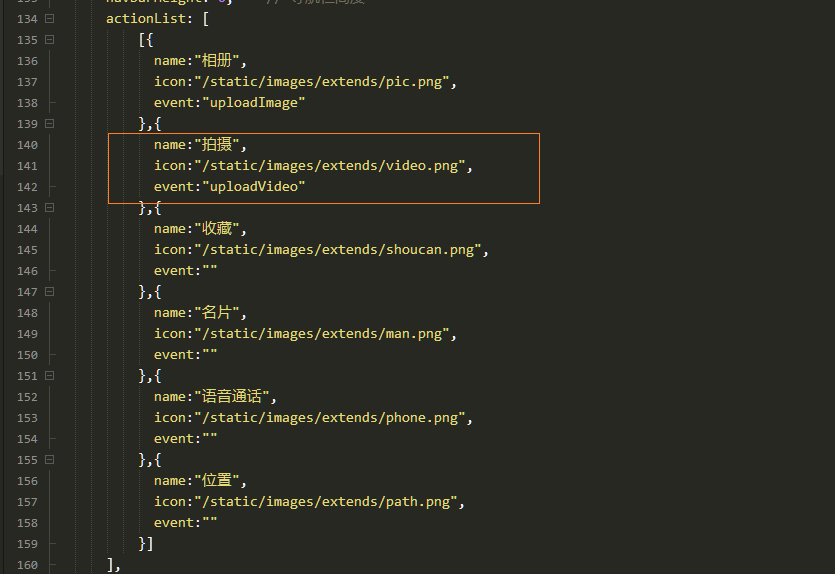 134 actionList: [
135 [{
136 name:"相册",
137 icon:"/static/images/extends/pic.png",
138 event:"uploadImage"
139 },{
140 name:"拍摄",
141 icon:"/static/images/extends/video.png",
142 event:"uploadVideo"
143 },{
144 name:"收藏",
145 icon:"/static/images/extends/shoucan.png",
146 event:""
147 },{
148 name:"名片",
149 icon:"/static/images/extends/man.png",
150 event:""
151 },{
152 name:"语音通话",
153 icon:"/static/images/extends/phone.png",
154 event:""
155 },{
156 name:"位置",
157 icon:"/static/images/extends/path.png",
158 event:""
159 }]
160 ],